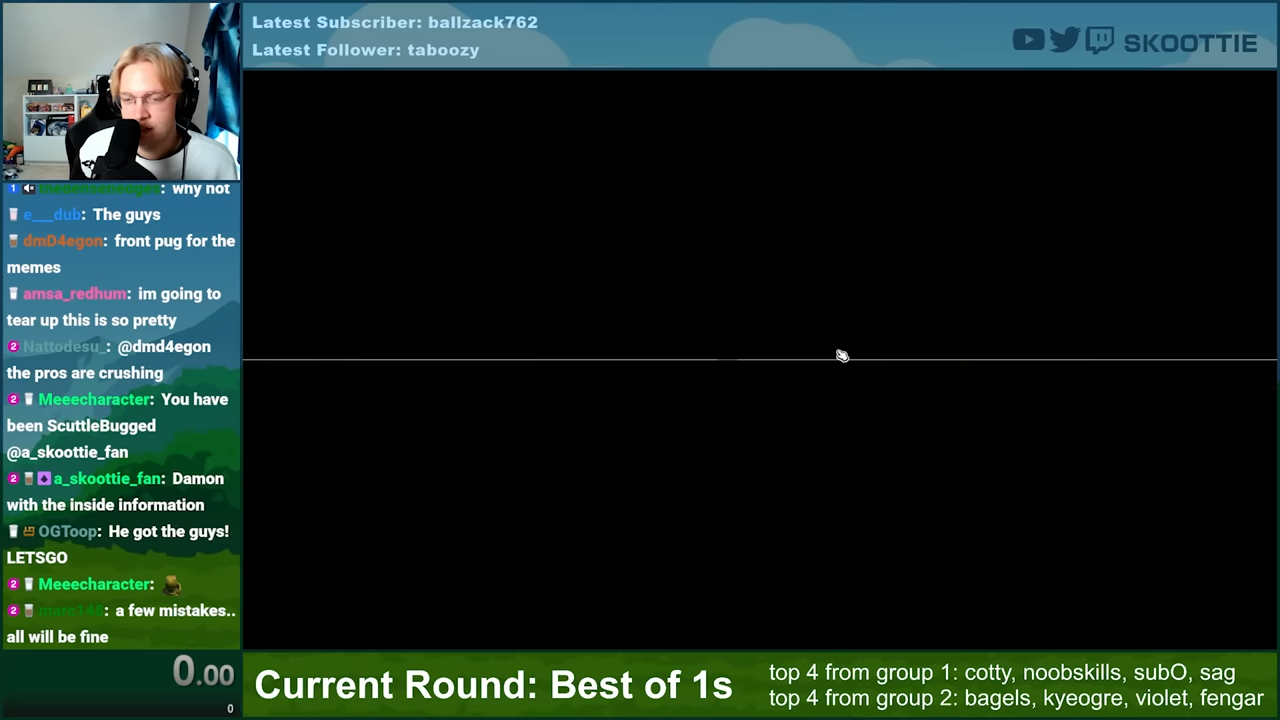 Latest Subscriber: ballzack762
Latest Follower: taboozy
SKOOTTIE
: why not
e___dub: The guys
dmD4egon: front pug for the
memes
amsa_redhum: im going to
tear up this is so pretty
Nattodesu_: @dmd4egon
the pros are crushing
Meeecharacter: You have
been ScuttleBugged
@a_skoottie_fan
a_skoottie_fan: Damon
with the inside information
OGToop: He got the guys!
LETSGO
Meeecharacter:
marc148: a few mistakes..
all will be fine
0.00
0
Current Round: Best of 1s
top 4 from group 1: cotty, noobskills, subO, sag
top 4 from group 2: bagels, kyeogre, violet, fengar